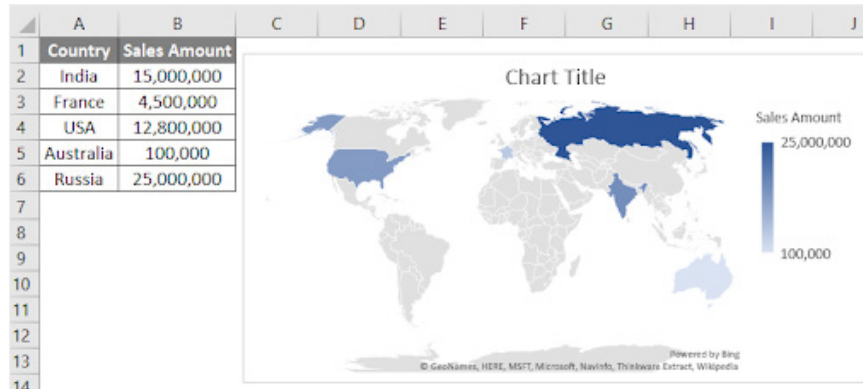 A B C D E F G H I J
1 Country Sales Amount
2 India 15,000,000
3 France 4,500,000
4 USA 12,800,000
5 Australia 100,000
6 Russia 25,000,000
7
8
9
10
11
12
13
14
Chart Title
Sales Amount
25,000,000
100,000
Powered by Bing
© GeoNames, HERE, MSFT, Microsoft, NavInfo, Thinkware Extract, Wikipedia